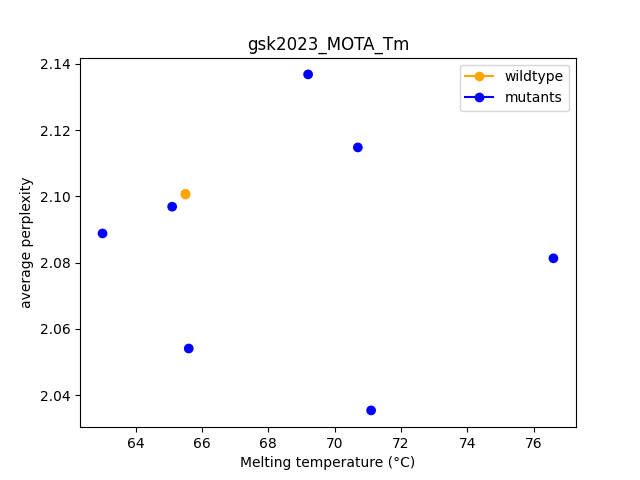 gsk2023_MOTA_Tm
wildtype
mutants
2.14
2.12
2.10
2.08
2.06
2.04
average perplexity
64 66 68 70 72 74 76
Melting temperature (°C)